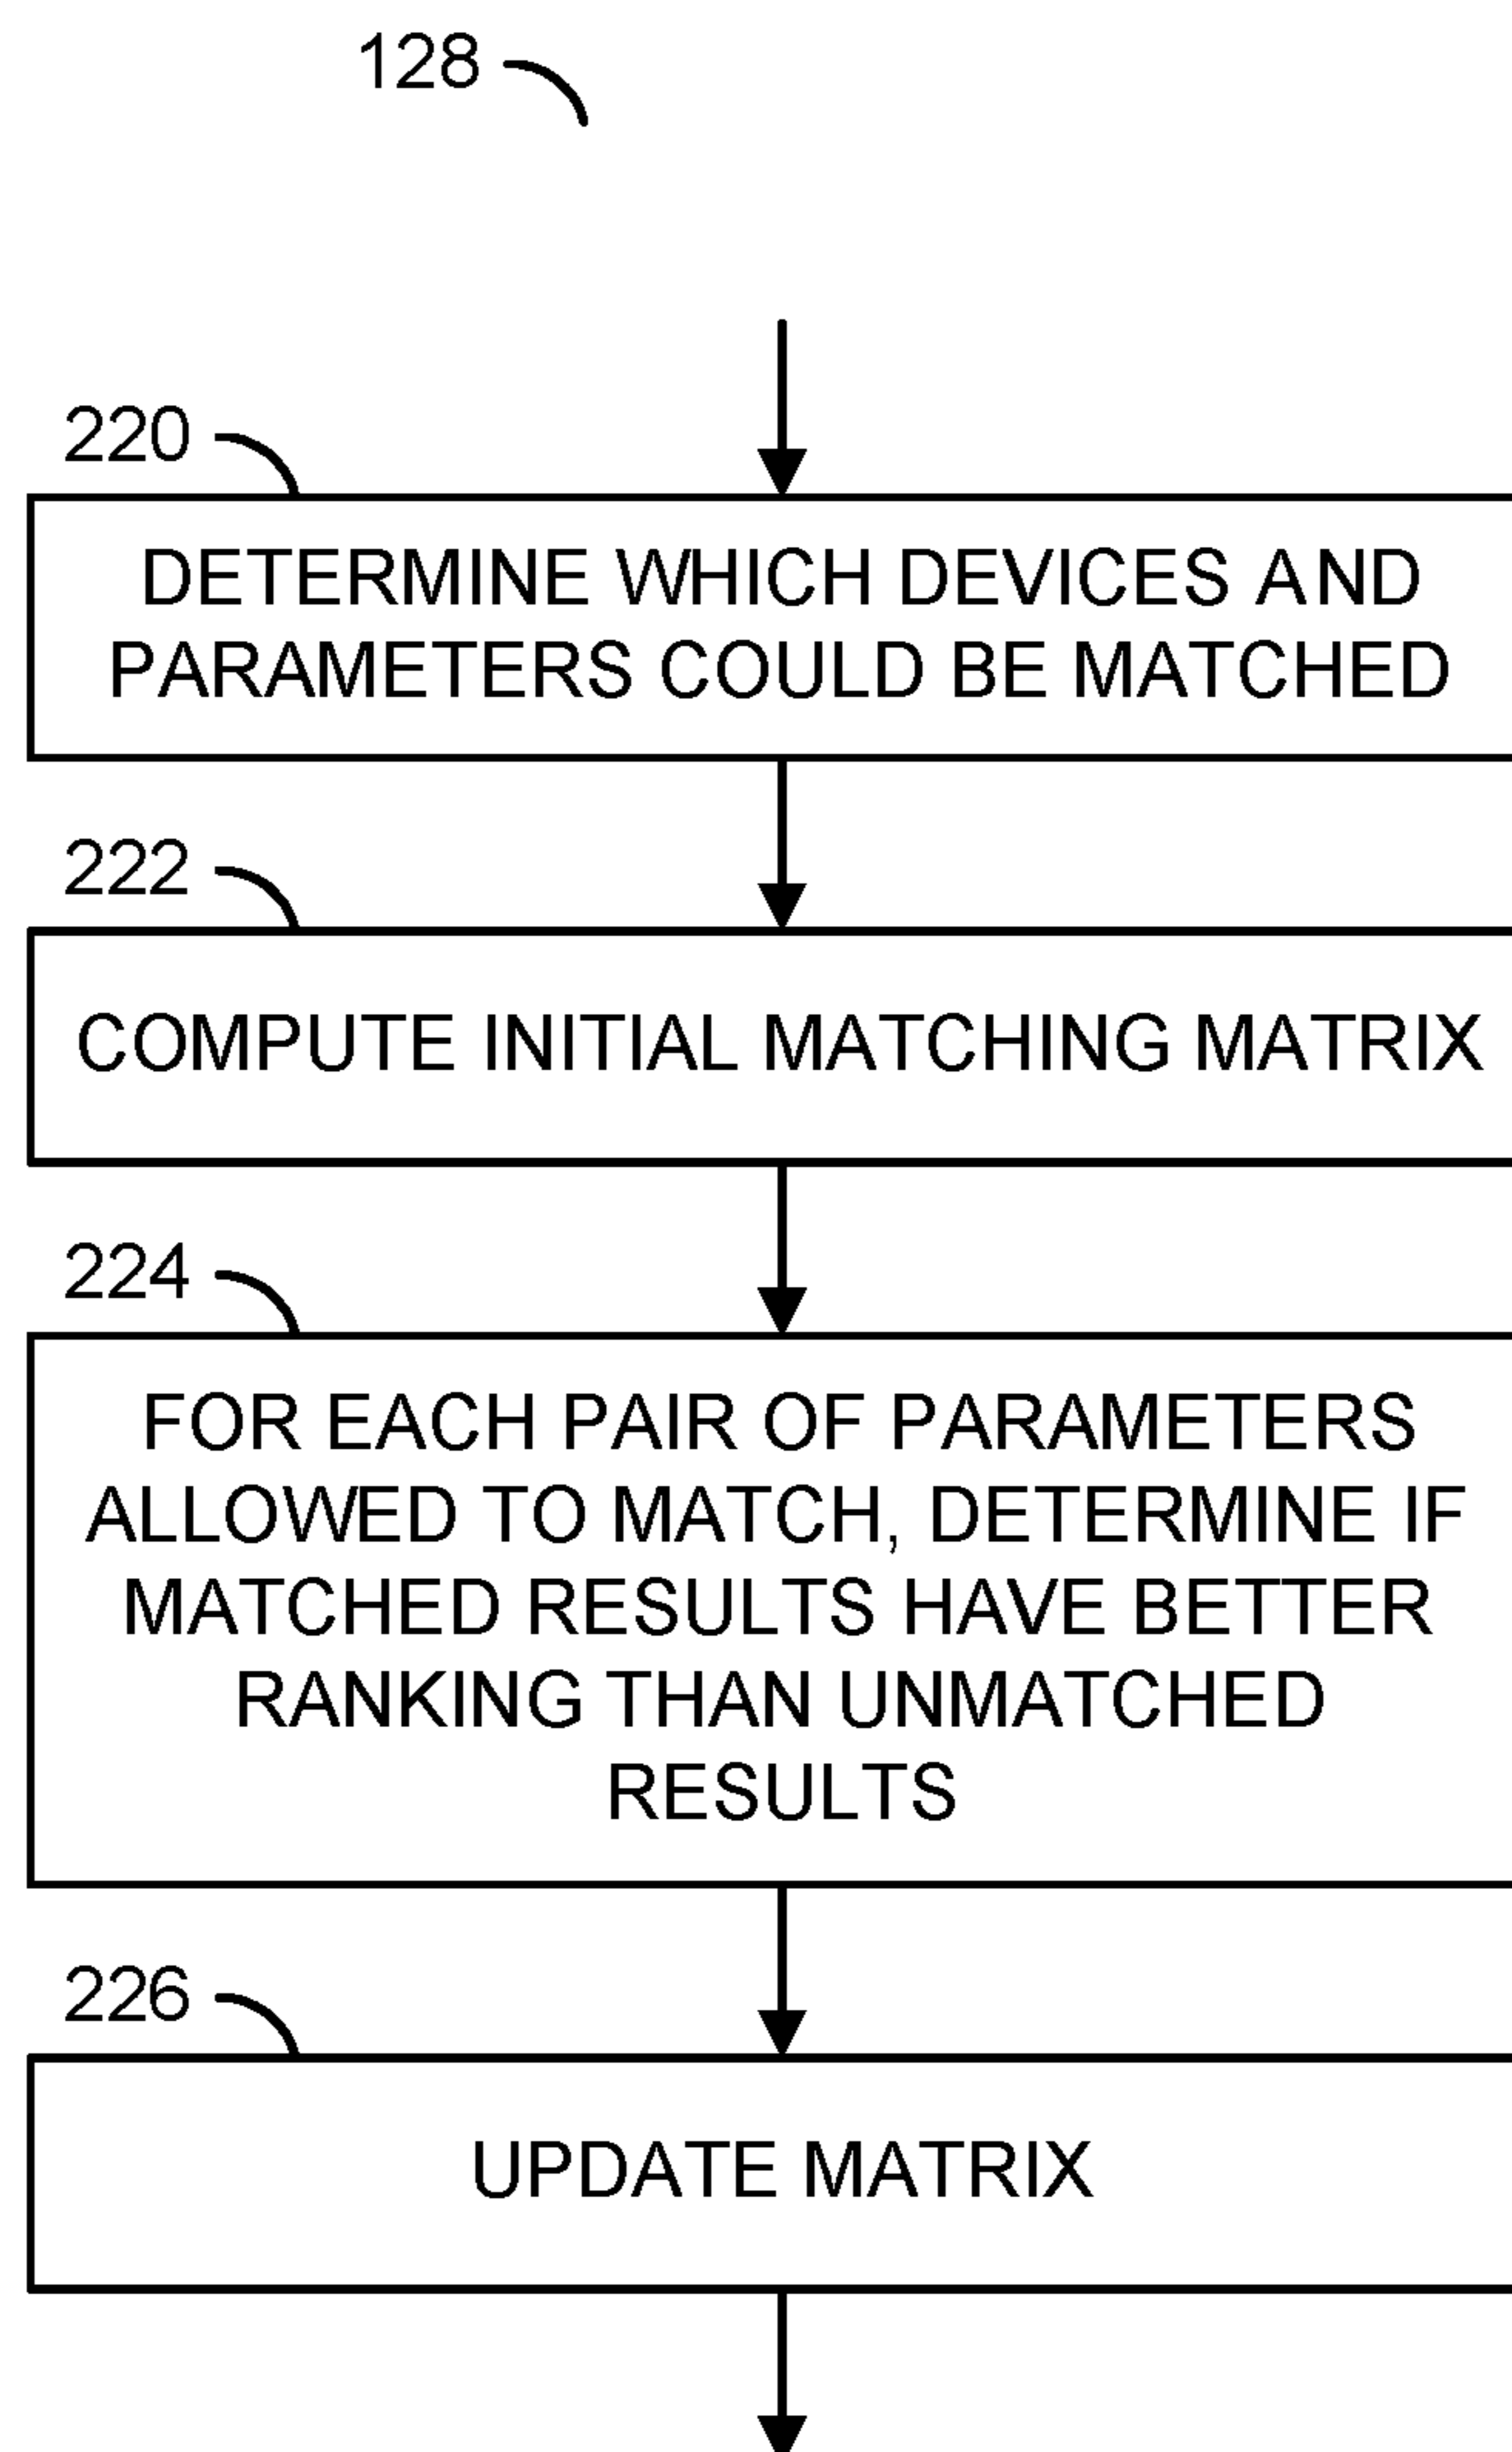 128
220
DETERMINE WHICH DEVICES AND
PARAMETERS COULD BE MATCHED
222
COMPUTE INITIAL MATCHING MATRIX
224
FOR EACH PAIR OF PARAMETERS
ALLOWED TO MATCH, DETERMINE IF
MATCHED RESULTS HAVE BETTER
RANKING THAN UNMATCHED
RESULTS
226
UPDATE MATRIX